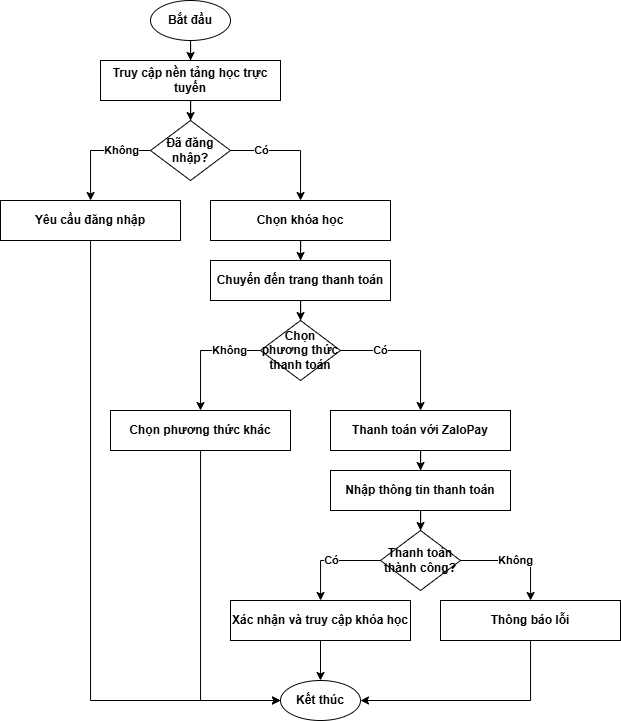 Bắt đầu
Truy cập nền tảng học trực
tuyến
Đã đăng
nhập?
Không
Có
Yêu cầu đăng nhập
Chọn khóa học
Chuyển đến trang thanh toán
Chọn
phương thức
thanh toán
Không
Có
Chọn phương thức khác
Thanh toán với ZaloPay
Nhập thông tin thanh toán
Thanh toán
thành công?
Có
Không
Xác nhận và truy cập khóa học
Thông báo lỗi
Kết thúc